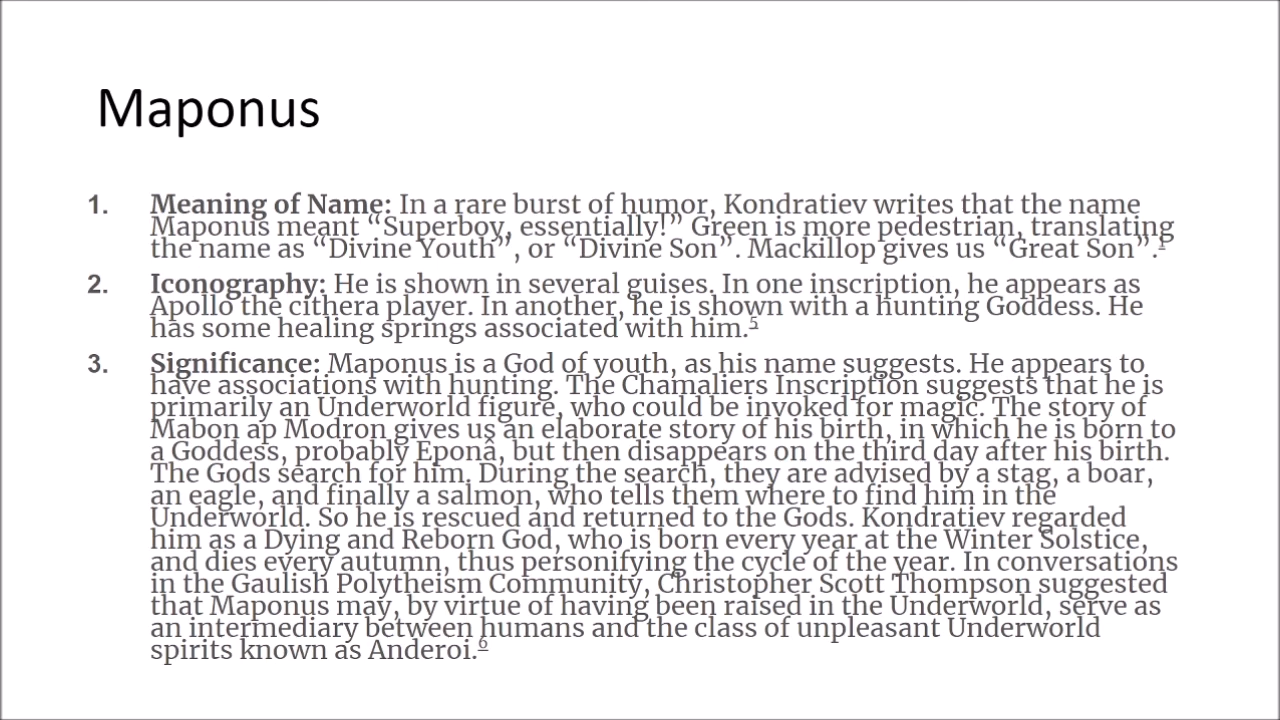 Maponus
1. Meaning of Name: In a rare burst of humor, Kondratiev writes that the name
Maponus meant “Superboy, essentially!” Green is more pedestrian, translating
the name as “Divine Youth”, or “Divine Son”. Mackillop gives us “Great Son”.
2. Iconography: He is shown in several guises. In one inscription, he appears as
Apollo the cithera player. In another, he is shown with a hunting Goddess. He
has some healing springs associated with him.5
3. Significance: Maponus is a God of youth, as his name suggests. He appears to
have associations with hunting. The Chamaliers Inscription suggests that he is
primarily an Underworld figure, who could be invoked for magic. The story of
Mabon ap Modron gives us an elaborate story of his birth, in which he is born to
a Goddess, probably Eponâ, but then disappears on the third day after his birth.
The Gods search for him. During the search, they are advised by a stag, a boar,
an eagle, and finally a salmon, who tells them where to find him in the
Underworld. So he is rescued and returned to the Gods. Kondratiev regarded
him as a Dying and Reborn God, who is born every year at the Winter Solstice,
and dies every autumn, thus personifying the cycle of the year. In conversations
in the Gaulish Polytheism Community, Christopher Scott Thompson suggested
that Maponus may, by virtue of having been raised in the Underworld, serve as
an intermediary between humans and the class of unpleasant Underworld
spirits known as Anderoi.6